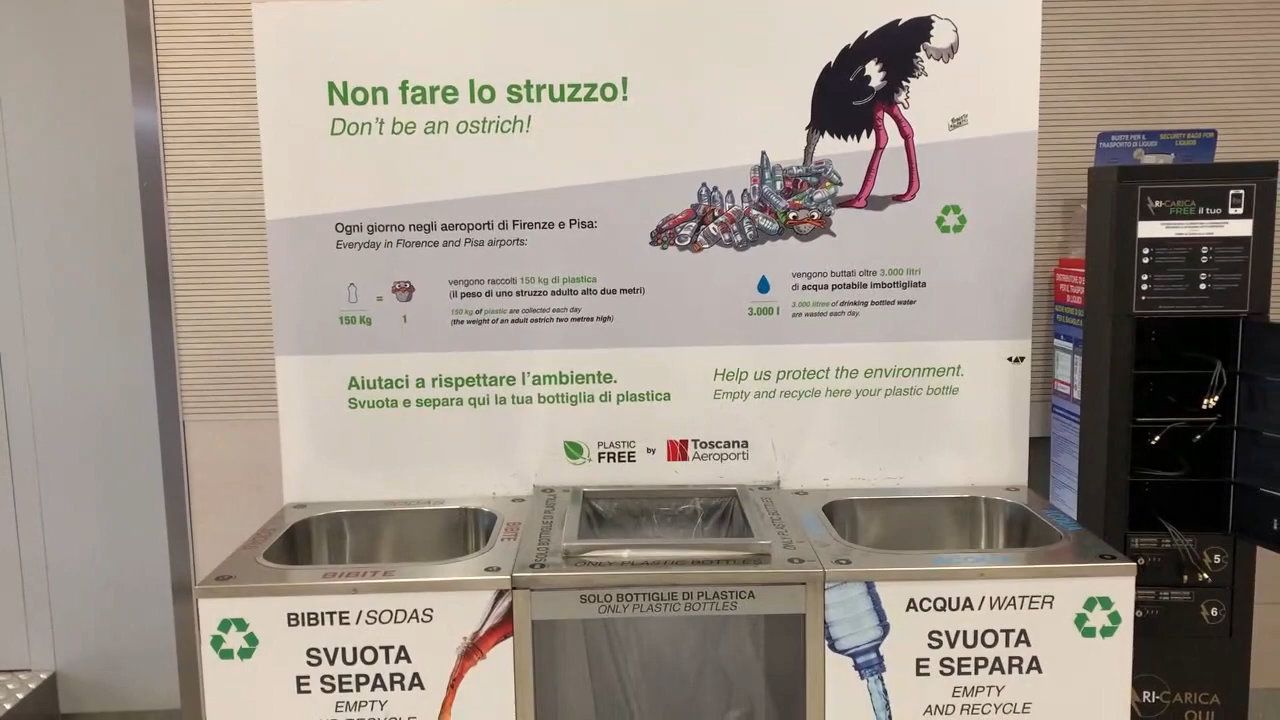 Non fare lo struzzo!
Don't be an ostrich!
Ogni giorno negli aeroporti di Firenze e Pisa:
Everyday in Florence and Pisa airports:
150 Kg
=
1
vengono raccolti 150 kg di plastica
(il peso di uno struzzo adulto alto due metri)
150 kg of plastic are collected each day
(the weight of an adult ostrich two metres high)
3.000 l
vengono buttati oltre 3.000 litri
di acqua potabile imbottigliata
3.000 litres of drinking bottled water
are wasted each day.
Aiutaci a rispettare l'ambiente.
Svuota e separa qui la tua bottiglia di plastica
Help us protect the environment.
Empty and recycle here your plastic bottle
PLASTIC
FREE
by
Toscana
Aeroporti
SODAS
BIBITE
BIBITE
SOLO BOTTIGLIE DI PLASTICA
ONLY PLASTIC BOTTLES
ONLY PLASTIC BOTTLES
SOLO BOTTIGLIE DI PLASTICA
ONLY PLASTIC BOTTLES
BIBITE / SODAS
SVUOTA
E SEPARA
EMPTY
AND RECYCLE
ACQUA / WATER
SVUOTA
E SEPARA
EMPTY
AND RECYCLE
BUSTE PER IL
TRASPORTO DI LIQUIDI
SECURITY BAGS FOR
LIQUIDS
RI-CARICA
FREE il tuo
5
6
RI-CARICA
QUI